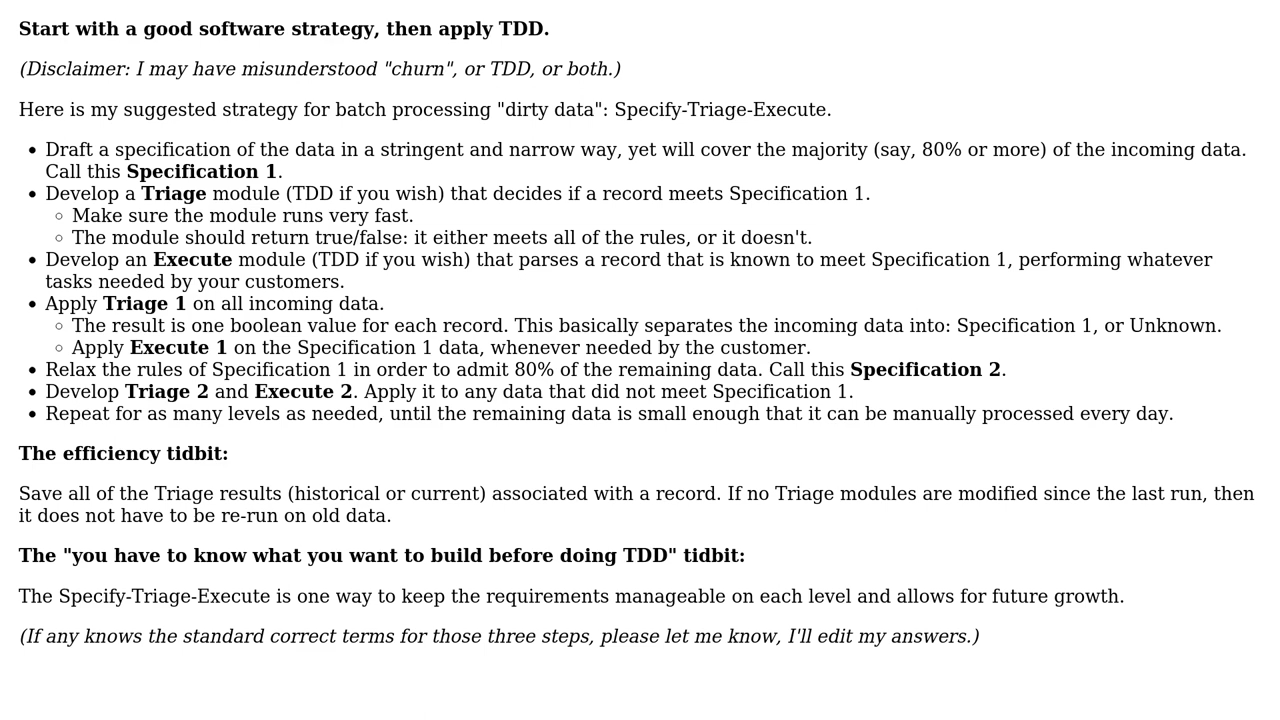 Start with a good software strategy, then apply TDD.
(Disclaimer: I may have misunderstood "churn", or TDD, or both.)
Here is my suggested strategy for batch processing "dirty data": Specify-Triage-Execute.
• Draft a specification of the data in a stringent and narrow way, yet will cover the majority (say, 80% or more) of the incoming data.
Call this Specification 1.
• Develop a Triage module (TDD if you wish) that decides if a record meets Specification 1.
◦ Make sure the module runs very fast.
◦ The module should return true/false: it either meets all of the rules, or it doesn't.
• Develop an Execute module (TDD if you wish) that parses a record that is known to meet Specification 1, performing whatever
tasks needed by your customers.
• Apply Triage 1 on all incoming data.
◦ The result is one boolean value for each record. This basically separates the incoming data into: Specification 1, or Unknown.
◦ Apply Execute 1 on the Specification 1 data, whenever needed by the customer.
• Relax the rules of Specification 1 in order to admit 80% of the remaining data. Call this Specification 2.
• Develop Triage 2 and Execute 2. Apply it to any data that did not meet Specification 1.
• Repeat for as many levels as needed, until the remaining data is small enough that it can be manually processed every day.
The efficiency tidbit:
Save all of the Triage results (historical or current) associated with a record. If no Triage modules are modified since the last run, then
it does not have to be re-run on old data.
The "you have to know what you want to build before doing TDD" tidbit:
The Specify-Triage-Execute is one way to keep the requirements manageable on each level and allows for future growth.
(If any knows the standard correct terms for those three steps, please let me know, I'll edit my answers.)